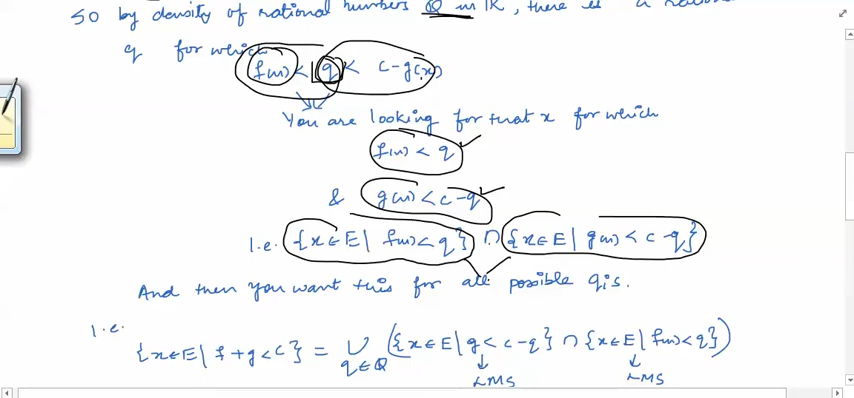 so by density of rational numbers Q in IR, there is a
q for which
f(x) < q < c - g(x)
You are looking for that x for which
f(x) < q
& g(x) < c - q
I.e. {x ∈ E | f(x) < q} ∩ {x ∈ E | g(x) < c - q}
And then you want this for all possible q's.
i.e.
{x ∈ E | f + g < c} = ∪ ({x ∈ E | g < c - q} ∩ {x ∈ E | f(x) < q})
q ∈ Q
LMS LMS